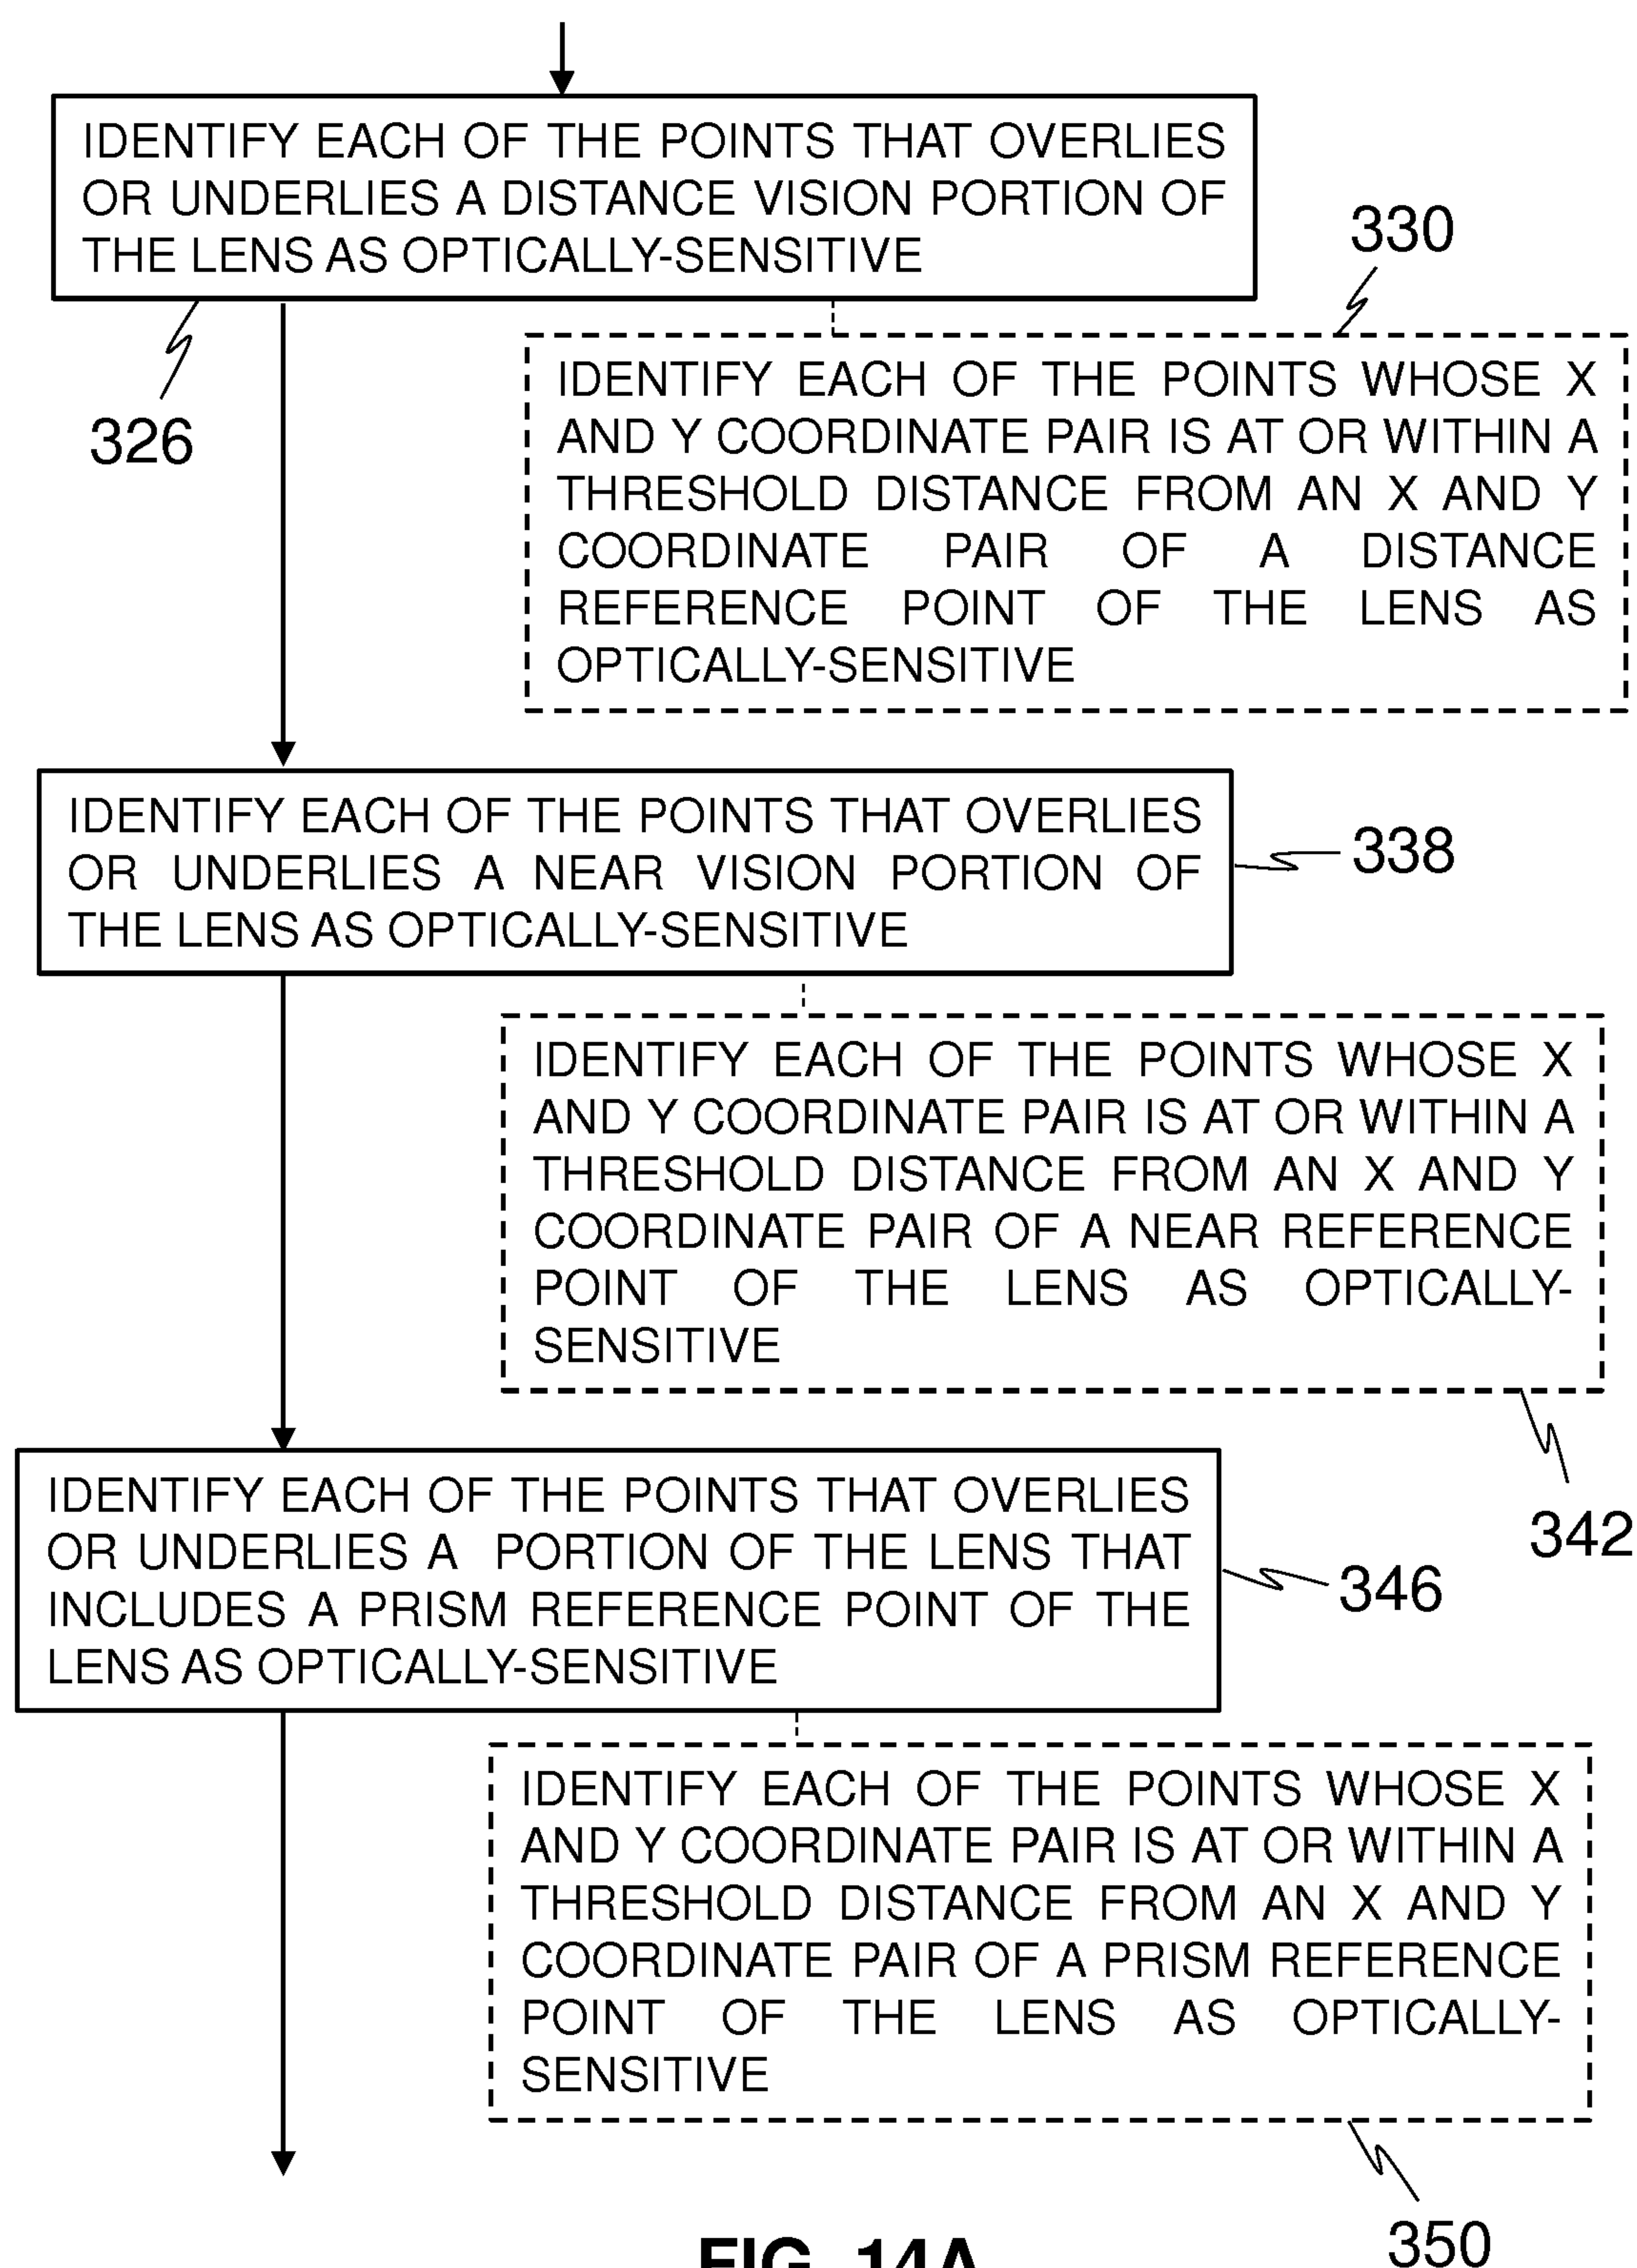 IDENTIFY EACH OF THE POINTS THAT OVERLIES
OR UNDERLIES A DISTANCE VISION PORTION OF
THE LENS AS OPTICALLY-SENSITIVE
330
326
IDENTIFY EACH OF THE POINTS WHOSE X
AND Y COORDINATE PAIR IS AT OR WITHIN A
THRESHOLD DISTANCE FROM AN X AND Y
COORDINATE PAIR OF A DISTANCE
REFERENCE POINT OF THE LENS AS
OPTICALLY-SENSITIVE
IDENTIFY EACH OF THE POINTS THAT OVERLIES
OR UNDERLIES A NEAR VISION PORTION OF
THE LENS AS OPTICALLY-SENSITIVE
338
IDENTIFY EACH OF THE POINTS WHOSE X
AND Y COORDINATE PAIR IS AT OR WITHIN A
THRESHOLD DISTANCE FROM AN X AND Y
COORDINATE PAIR OF A NEAR REFERENCE
POINT OF THE LENS AS OPTICALLY-
SENSITIVE
342
IDENTIFY EACH OF THE POINTS THAT OVERLIES
OR UNDERLIES A PORTION OF THE LENS THAT
INCLUDES A PRISM REFERENCE POINT OF THE
LENS AS OPTICALLY-SENSITIVE
346
IDENTIFY EACH OF THE POINTS WHOSE X
AND Y COORDINATE PAIR IS AT OR WITHIN A
THRESHOLD DISTANCE FROM AN X AND Y
COORDINATE PAIR OF A PRISM REFERENCE
POINT OF THE LENS AS OPTICALLY-
SENSITIVE
350
FIG. 14A